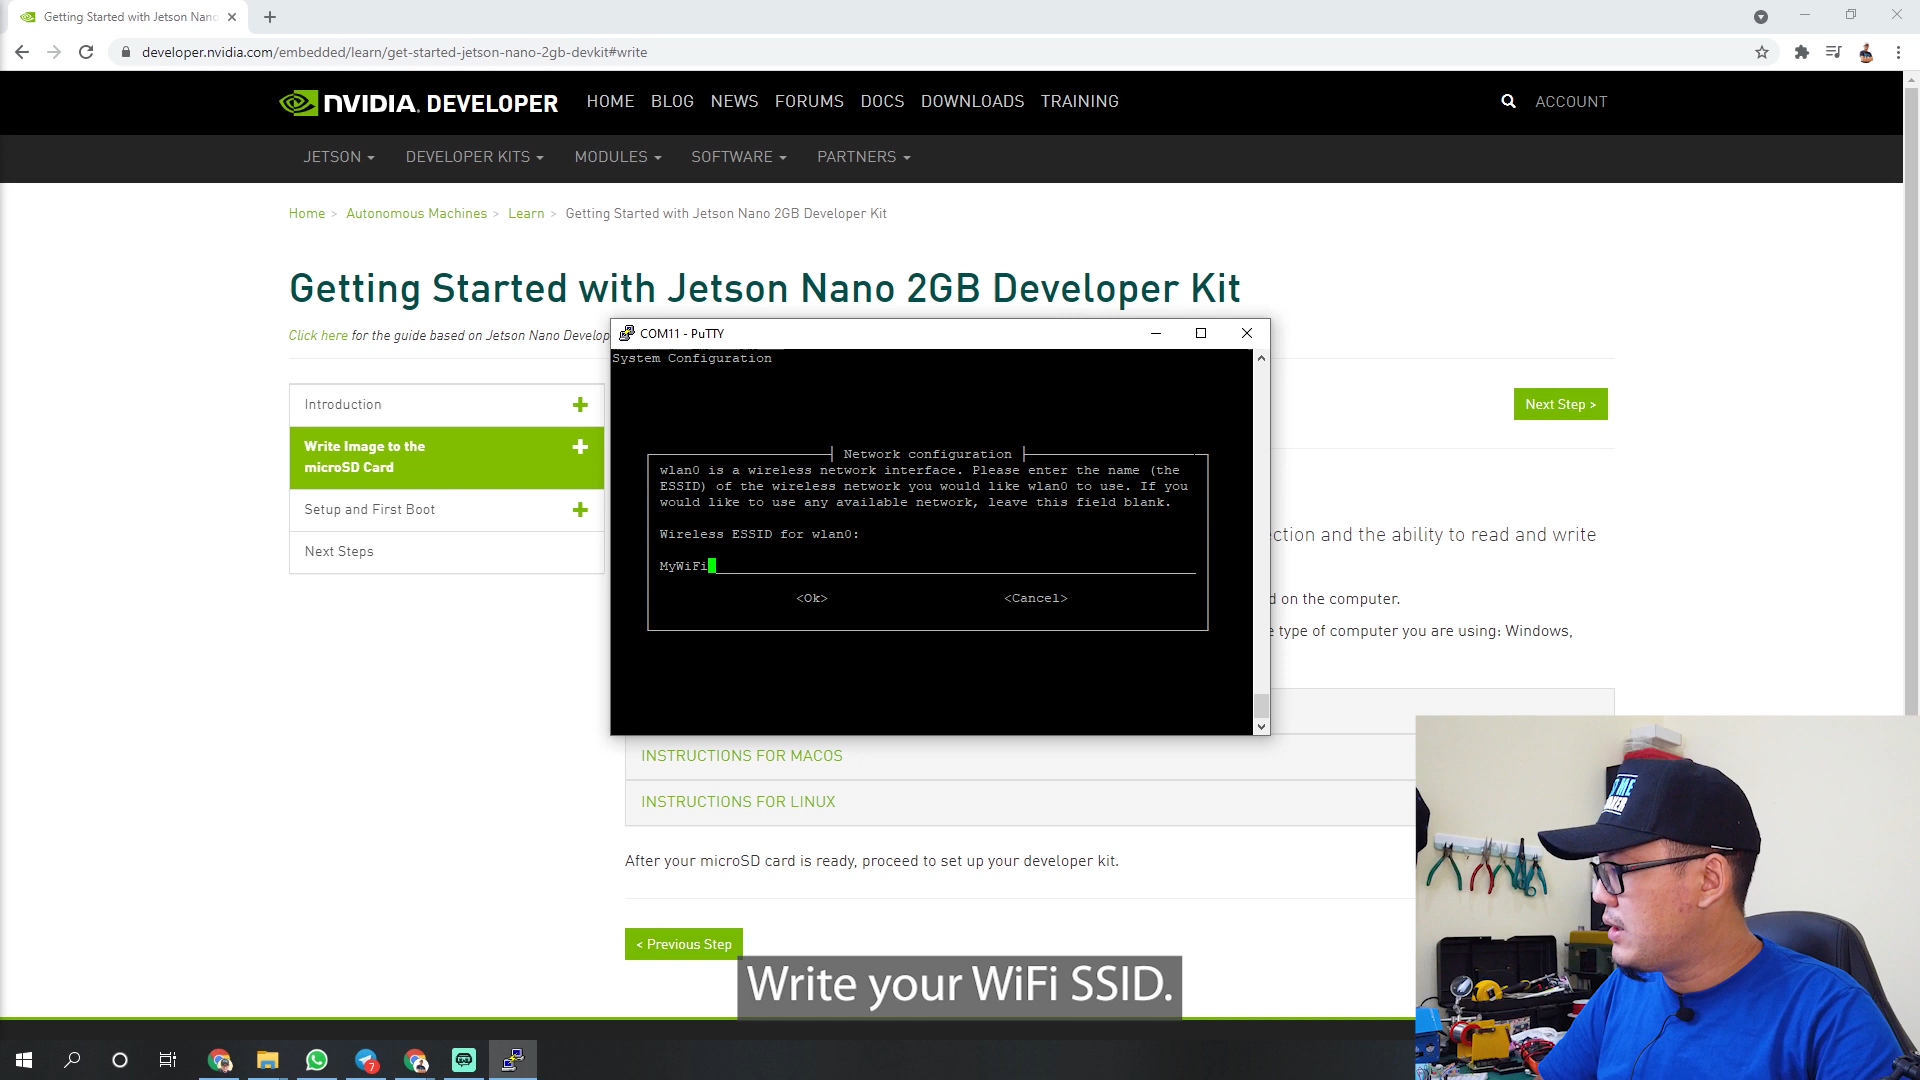 Getting Started with Jetson Nano
developer.nvidia.com/embedded/learn/get-started-jetson-nano-2gb-devkit#write
NVIDIA. DEVELOPER HOME BLOG NEWS FORUMS DOCS DOWNLOADS TRAINING ACCOUNT
JETSON DEVELOPER KITS MODULES SOFTWARE PARTNERS
Home > Autonomous Machines > Learn > Getting Started with Jetson Nano 2GB Developer Kit
Getting Started with Jetson Nano 2GB Developer Kit
Click here for the guide based on Jetson Nano Develop
Introduction
Write Image to the
microSD Card
Setup and First Boot
Next Steps
Next Step >
COM11 - PuTTY
System Configuration
Network configuration
wlan0 is a wireless network interface. Please enter the name (the
ESSID) of the wireless network you would like wlan0 to use. If you
would like to use any available network, leave this field blank.
Wireless ESSID for wlan0:
MyWiFi
<Ok> <Cancel>
ction and the ability to read and write
d on the computer.
e type of computer you are using: Windows,
INSTRUCTIONS FOR MACOS
INSTRUCTIONS FOR LINUX
After your microSD card is ready, proceed to set up your developer kit.
< Previous Step
Write your WiFi SSID.
7